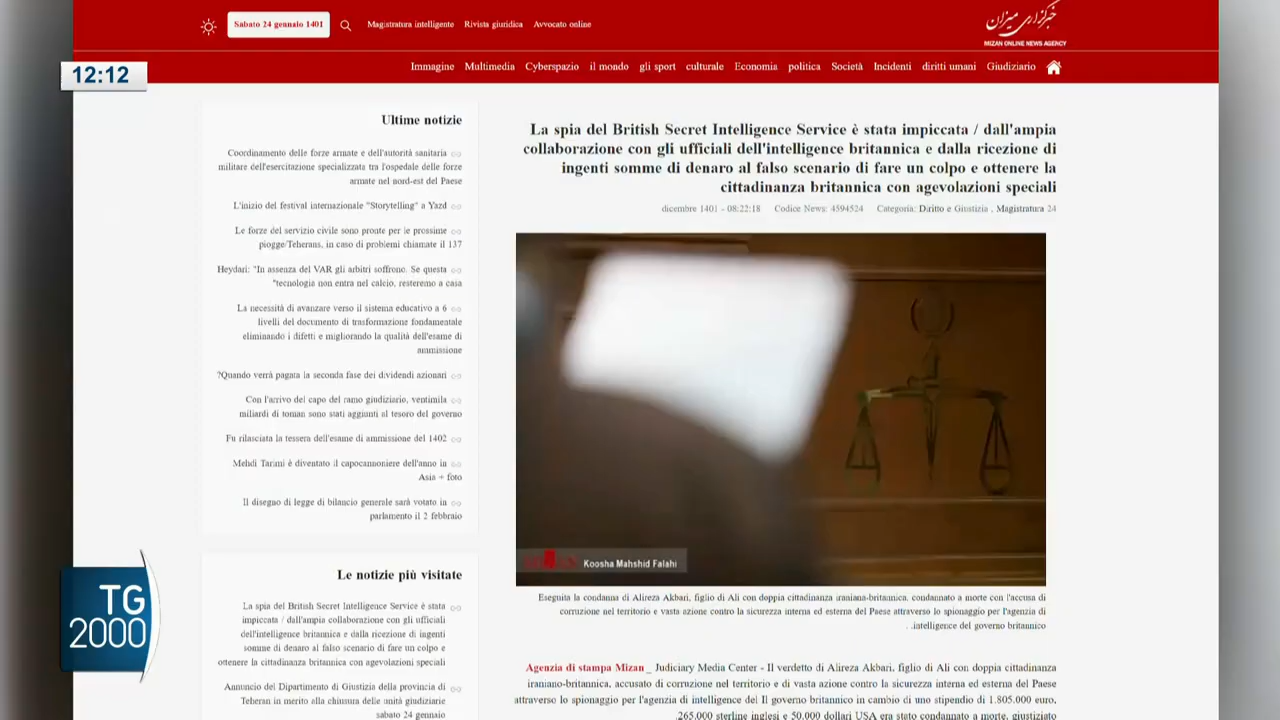 Sabato 24 gennaio 1401
Magistratura intelligente
Rivista giuridica
Avvocato online
خبرگزاری میزان
MIZAN ONLINE NEWS AGENCY
12:12
Immagine Multimedia Cyberspazio il mondo gli sport culturale Economia politica Società Incidenti diritti umani Giudiziario
Ultime notizie
Coordinamento delle forze armate e dell'autorità sanitaria
militare dell'esercitazione specializzata tra l'ospedale delle forze
armate nel nord-est del Paese
L'inizio del festival internazionale "Storytelling" a Yazd
Le forze del servizio civile sono pronte per le prossime
piogge/Teherans, in caso di problemi chiamate il 137
Heydari: "In assenza del VAR gli arbitri soffrono. Se questa
"tecnologia non entra nel calcio, resteremo a casa
La necessità di avanzare verso il sistema educativo a 6
livelli del documento di trasformazione fondamentale
eliminando i difetti e migliorando la qualità dell'esame di
ammissione
?Quando verrà pagata la seconda fase dei dividendi azionari
Con l'arrivo del capo del ramo giudiziario, ventimila
miliardi di toman sono stati aggiunti al tesoro del governo
Fu rilasciata la tessera dell'esame di ammissione del 1402
Mehdi Taremi è diventato il capocannoniere dell'anno in
Asia + foto
Il disegno di legge di bilancio generale sarà votato in
parlamento il 2 febbraio
Le notizie più visitate
La spia del British Secret Intelligence Service è stata
impiccata / dall'ampia collaborazione con gli ufficiali
dell'intelligence britannica e dalla ricezione di ingenti
somme di denaro al falso scenario di fare un colpo e
ottenere la cittadinanza britannica con agevolazioni speciali
Annuncio del Dipartimento di Giustizia della provincia di
Teheran in merito alla chiusura delle unità giudiziarie
sabato 24 gennaio
La spia del British Secret Intelligence Service è stata impiccata / dall'ampia
collaborazione con gli ufficiali dell'intelligence britannica e dalla ricezione di
ingenti somme di denaro al falso scenario di fare un colpo e ottenere la
cittadinanza britannica con agevolazioni speciali
dicembre 1401 - 08:22:18 Codice News: 4594524 Categoria: Diritto e Giustizia , Magistratura 24
Koosha Mahshid Falahi
Eseguita la condanna di Alireza Akbari, figlio di Ali con doppia cittadinanza iraniana-britannica, condannato a morte con l'accusa di
corruzione nel territorio e vasta azione contro la sicurezza interna ed esterna del Paese attraverso lo spionaggio per l'agenzia di
.intelligence del governo britannico
Agenzia di stampa Mizan _ Judiciary Media Center - Il verdetto di Alireza Akbari, figlio di Ali con doppia cittadinanza
iraniano-britannica, accusato di corruzione nel territorio e di vasta azione contro la sicurezza interna ed esterna del Paese
attraverso lo spionaggio per l'agenzia di intelligence del Il governo britannico in cambio di uno stipendio di 1.805.000 euro,
.265.000 sterline inglesi e 50.000 dollari USA era stato condannato a morte, giustiziato
TG
2000